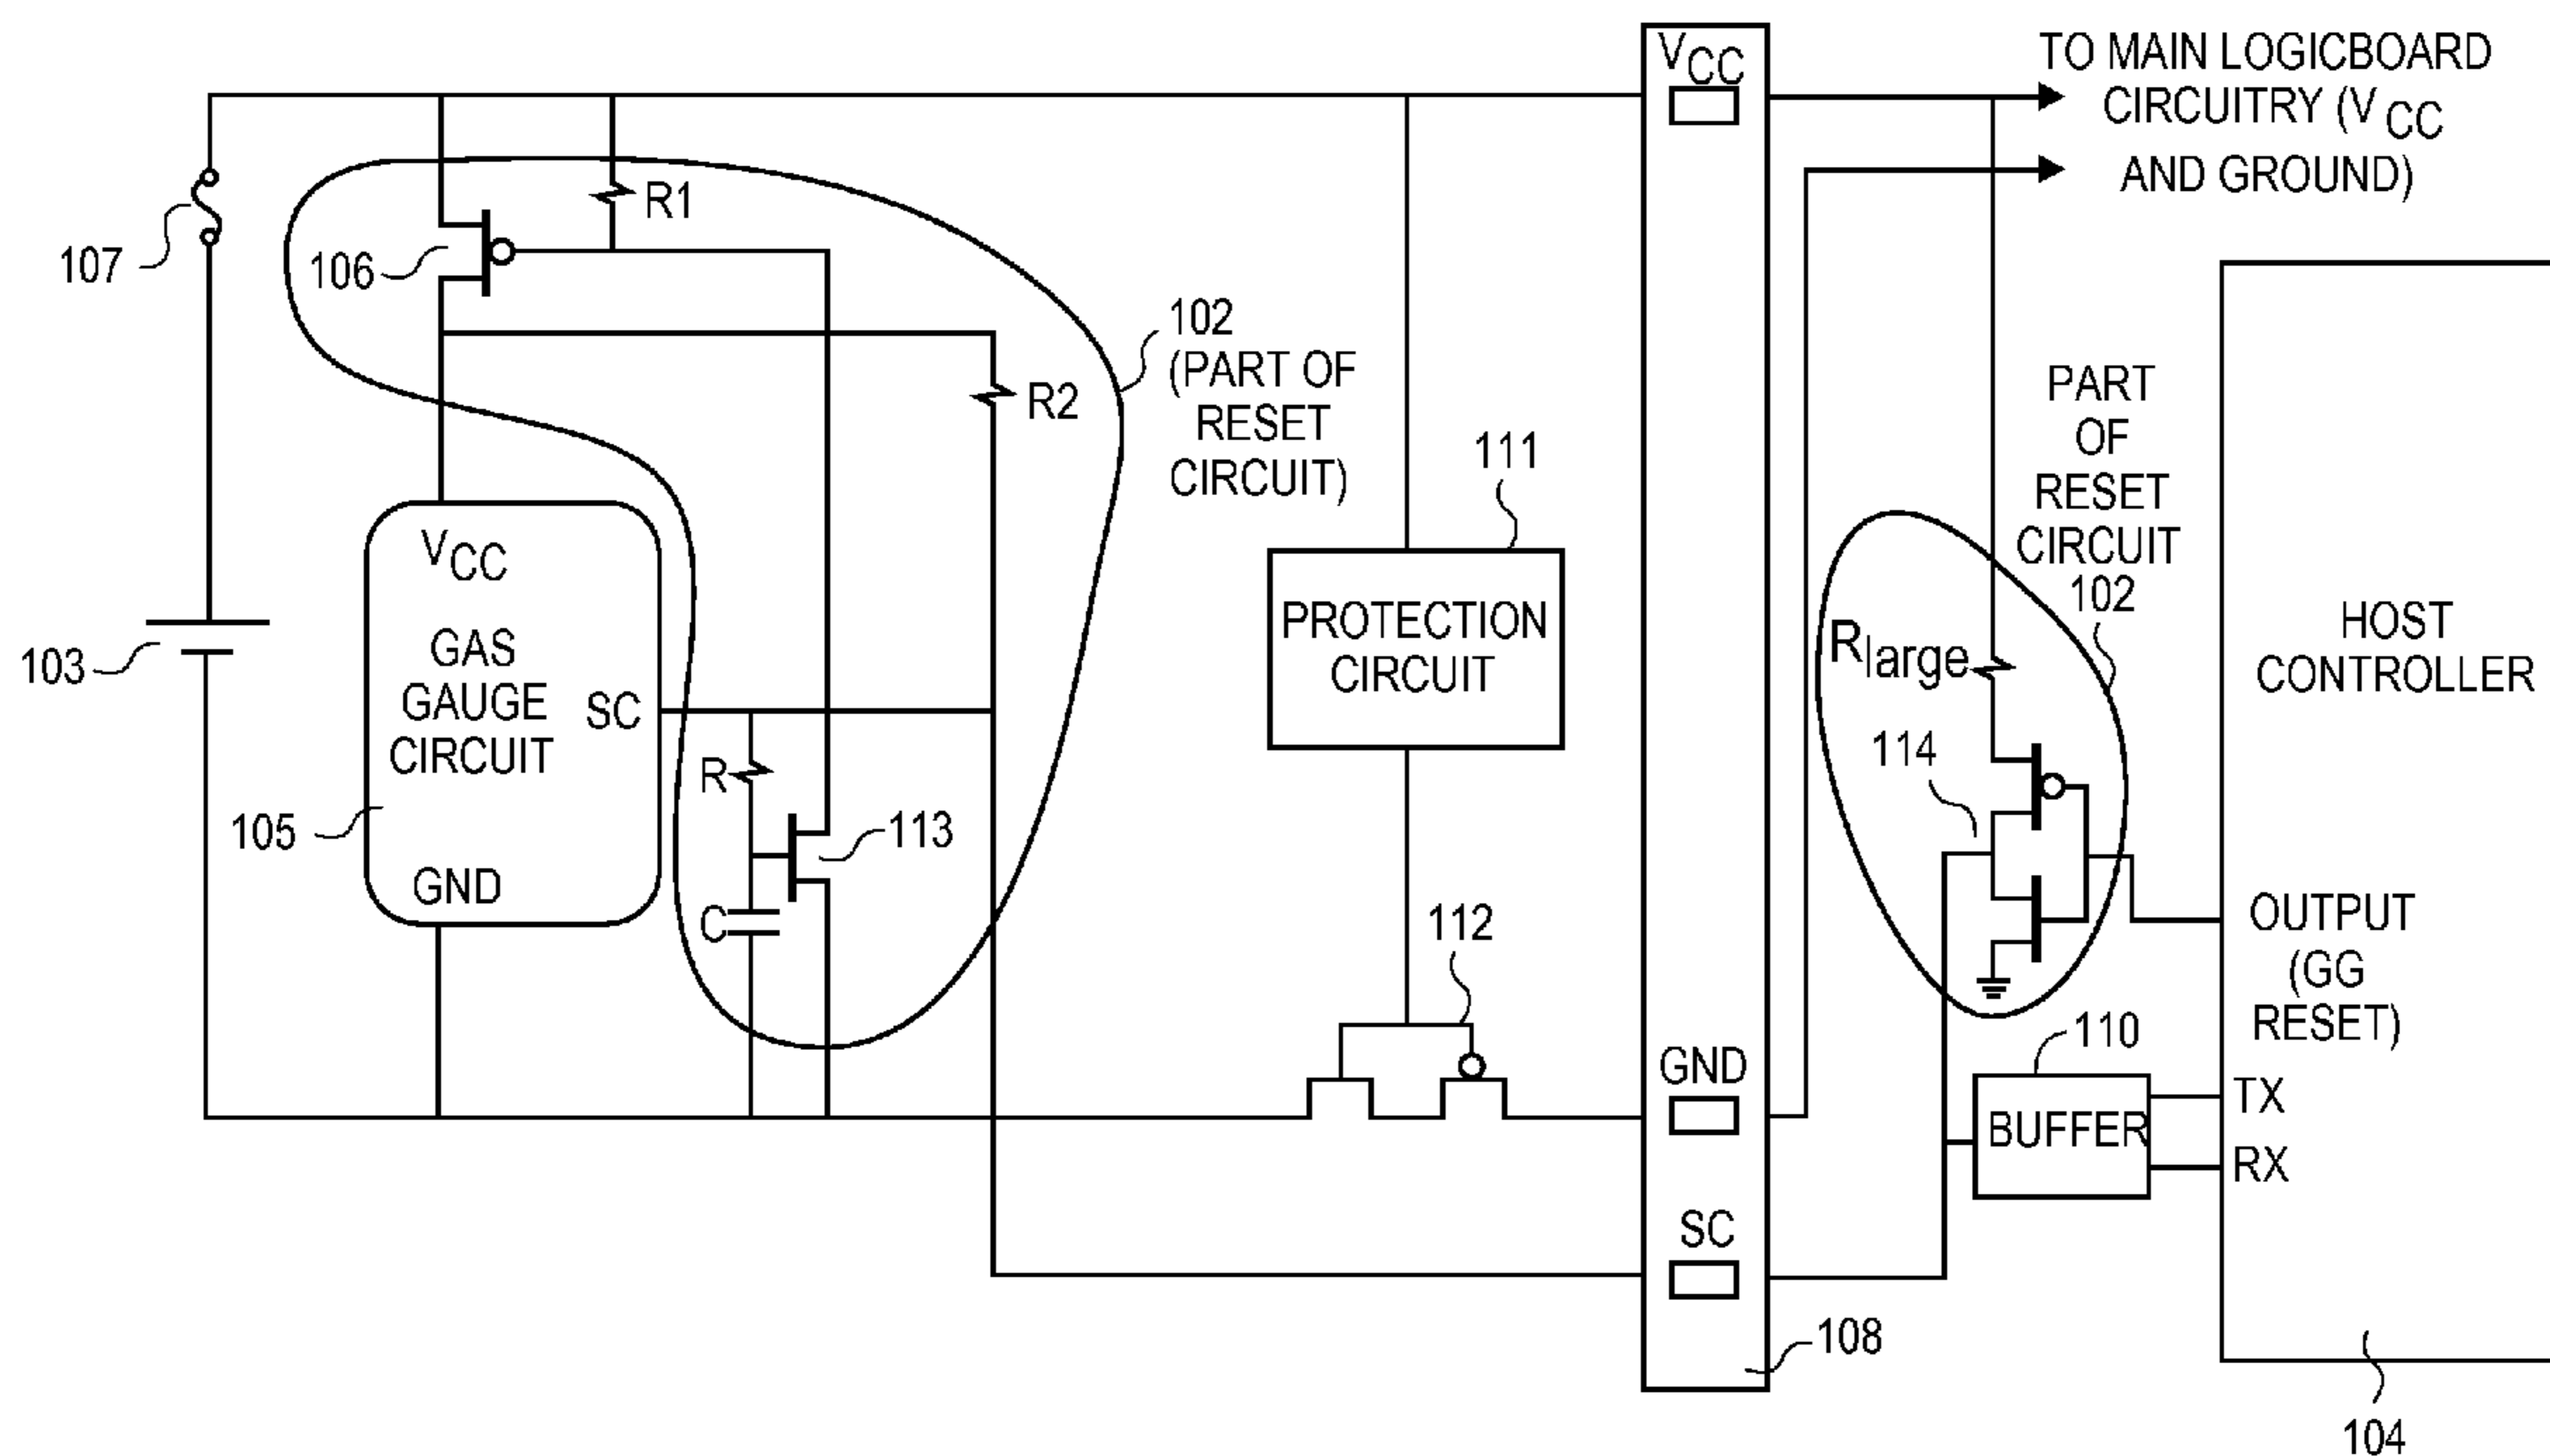 VCC
TO MAIN LOGICBOARD
CIRCUITRY (VCC
AND GROUND)
107
106
R1
102
(PART OF
RESET
CIRCUIT)
R2
PART
OF
RESET
CIRCUIT
102
111
103
VCC
GAS
GAUGE
CIRCUIT
SC
GND
105
R
C
113
PROTECTION
CIRCUIT
112
Rlarge
114
HOST
CONTROLLER
OUTPUT
(GG
RESET)
110
BUFFER
TX
RX
GND
SC
108
104